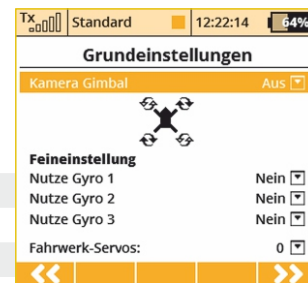 Tx Standard 12:22:14 64%
Grundeinstellungen
Kamera Gimbal Aus
Feineinstellung
Nutze Gyro 1 Nein
Nutze Gyro 2 Nein
Nutze Gyro 3 Nein
Fahrwerk-Servos: 0